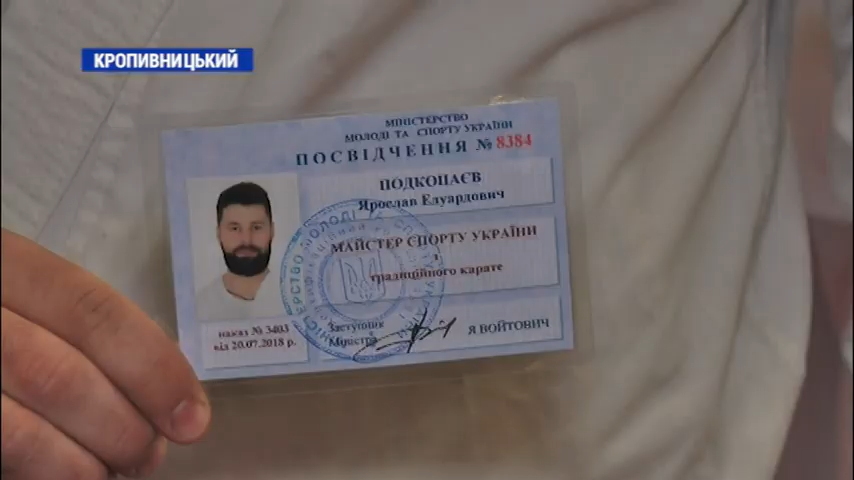 КРОПИВНИЦЬКИЙ
МІНІСТЕРСТВО
МОЛОДІ ТА СПОРТУ УКРАЇНИ
ПОСВІДЧЕННЯ № 8384
ПОДКОПАЄВ
Ярослав Едуардович
МАЙСТЕР СПОРТУ УКРАЇНИ
з
традиційного карате
наказ № 3403
від 20.07.2018 р.
Заступник
Міністра
Я ВОЙТОВИЧ